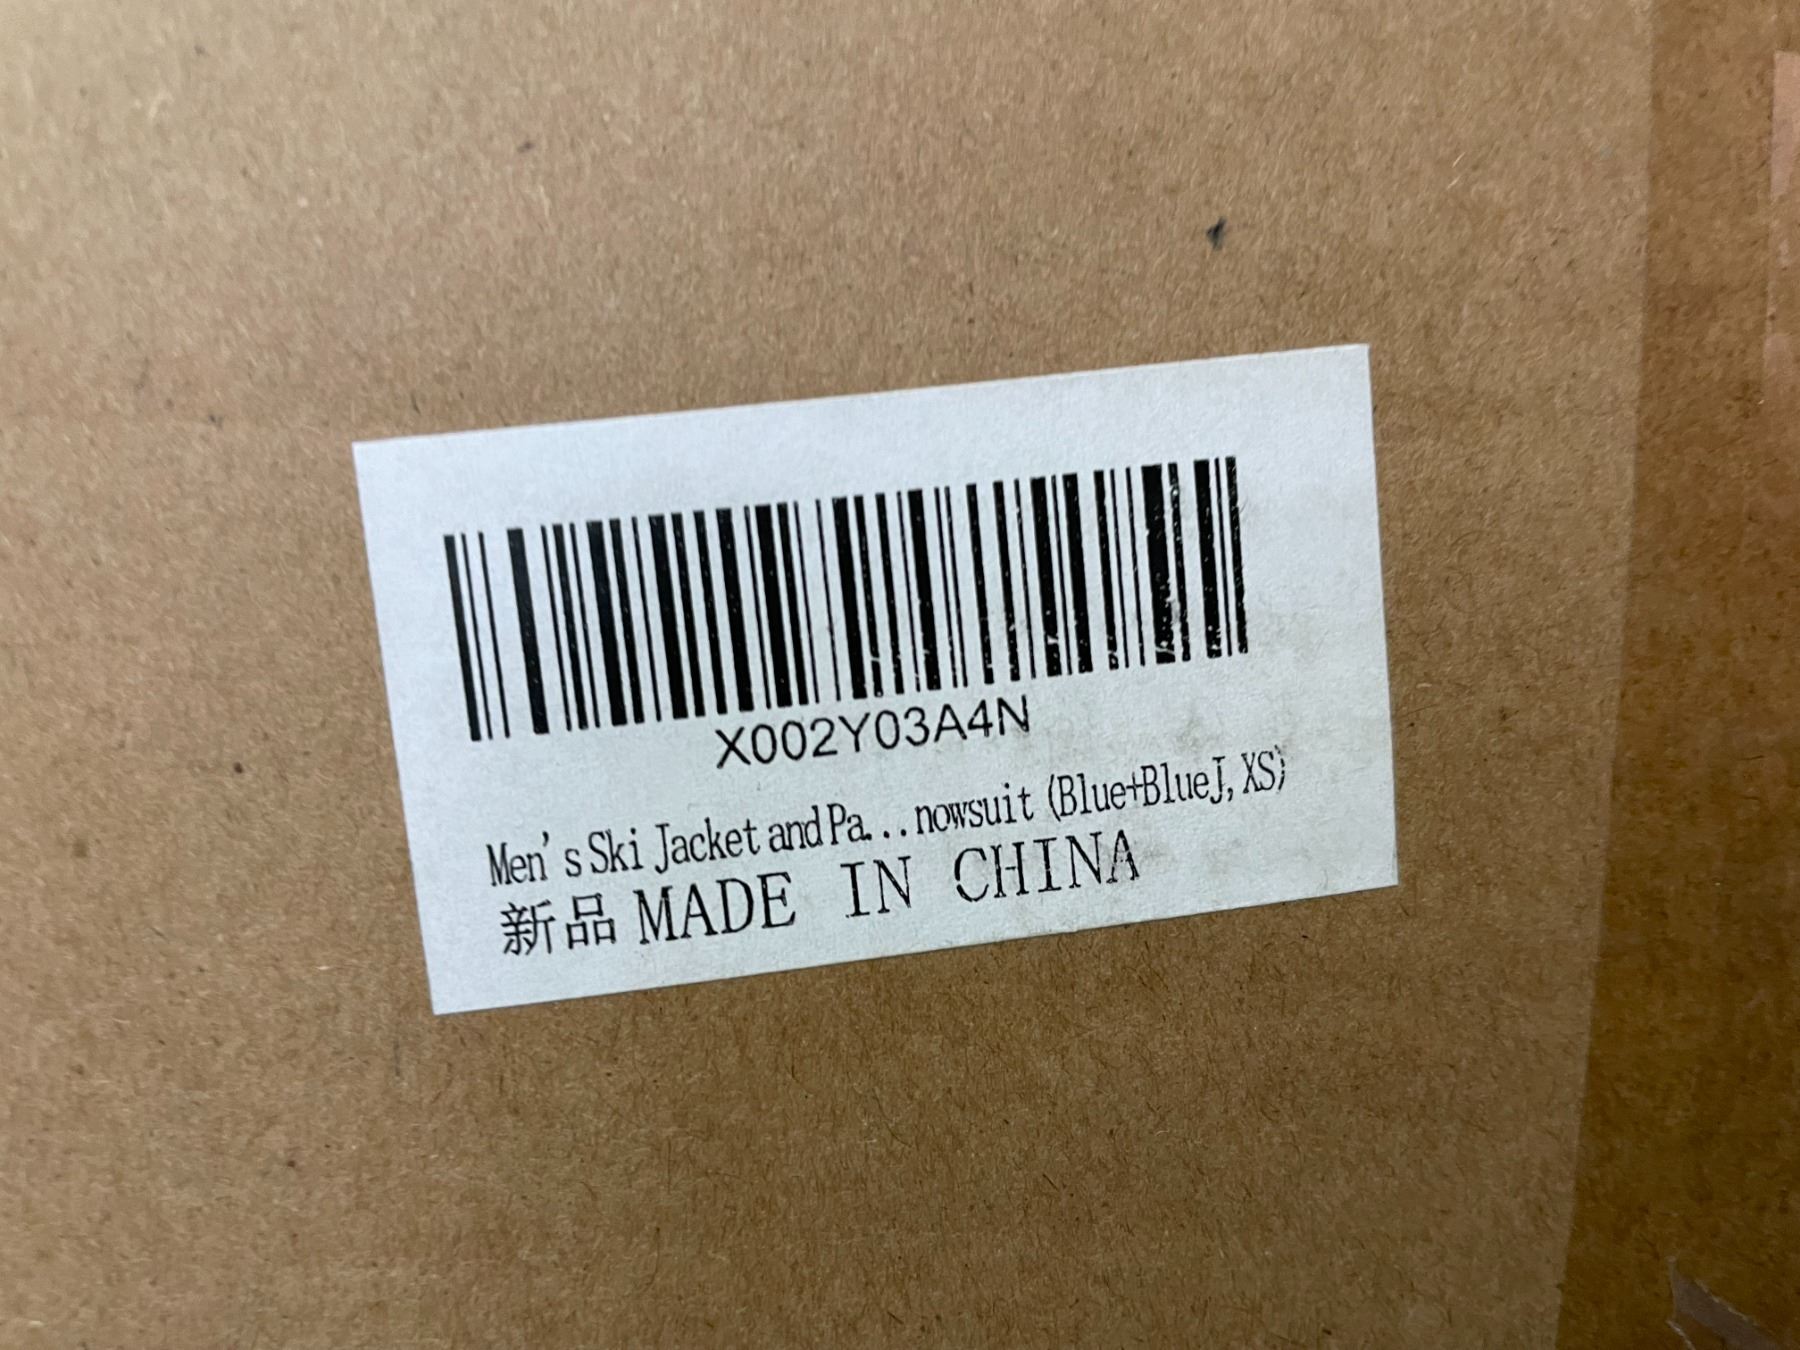 X002Y03A4N
Men's Ski Jacket and Pa...nowsuit (Blue+BlueJ, XS)
新品 MADE IN CHINA